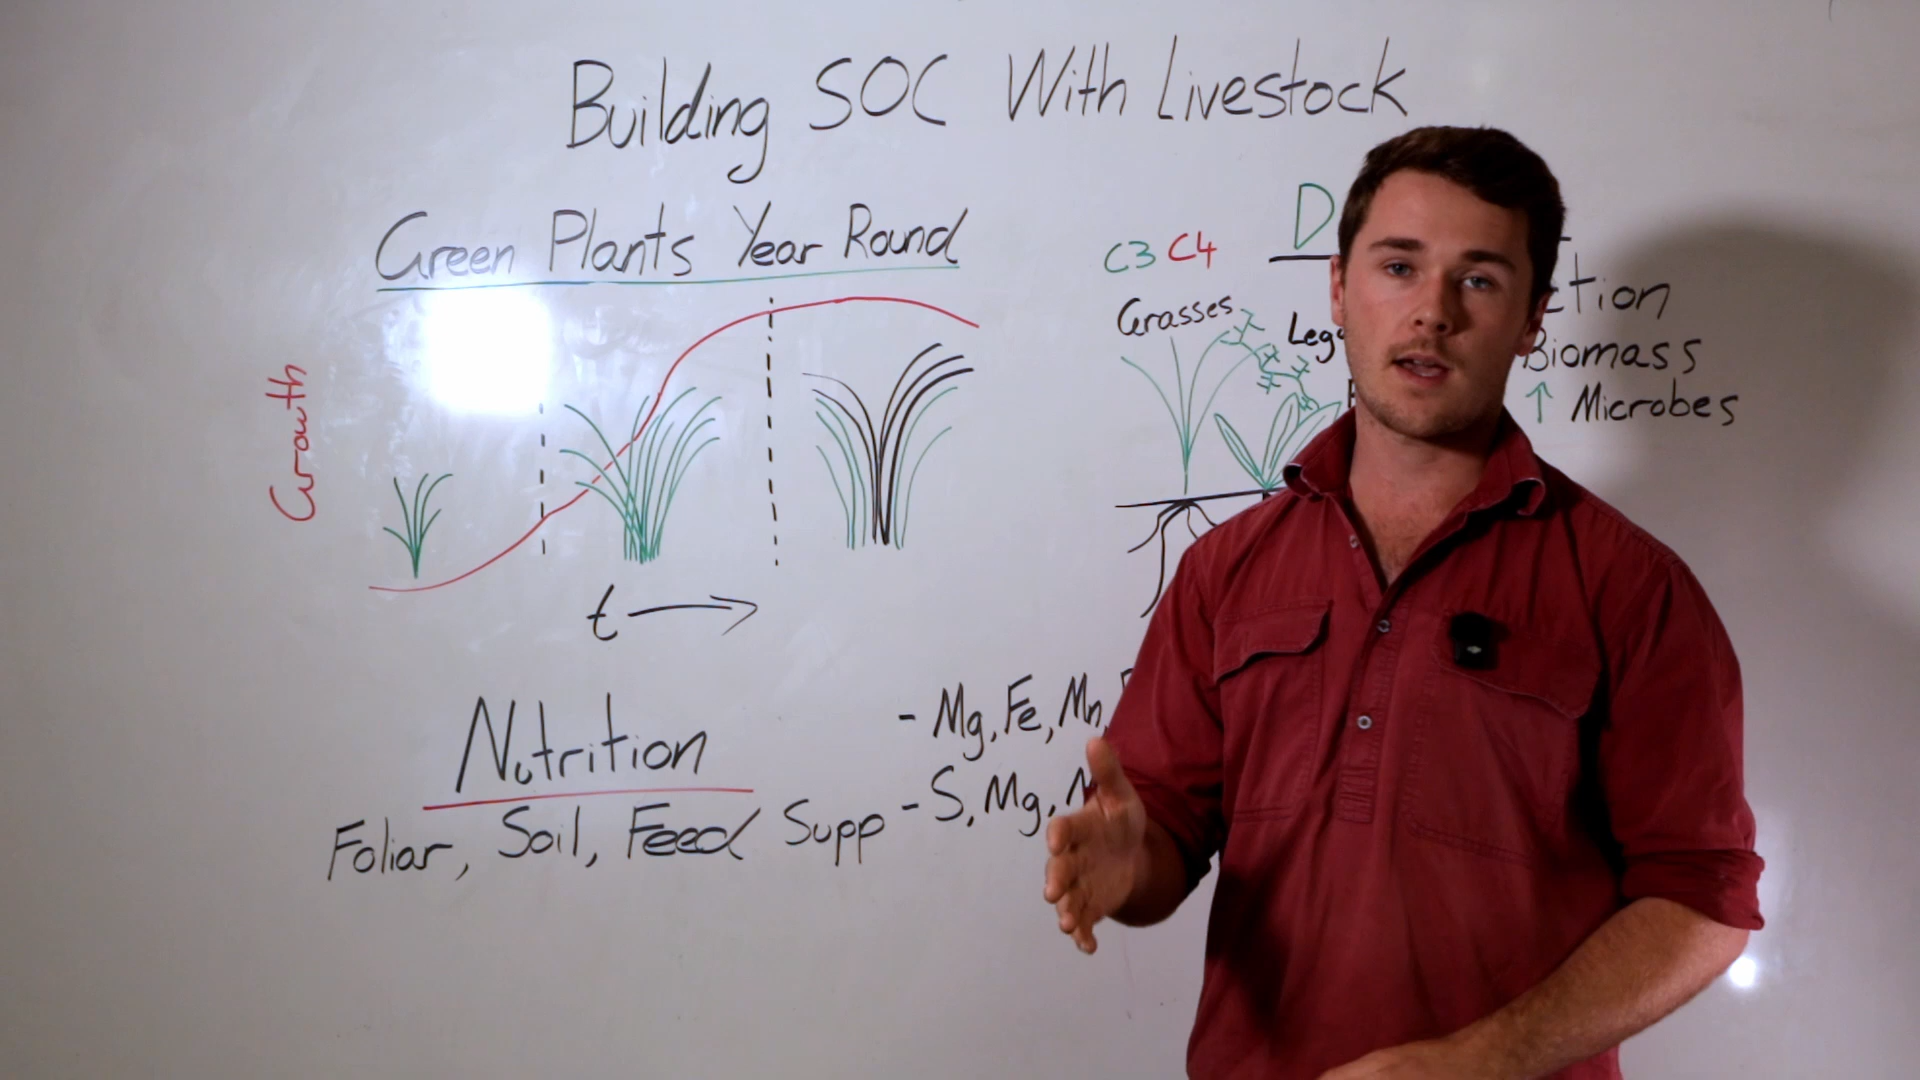 Building SOC With Livestock
Green Plants Year Round
Growth
t
C3 C4
D
Grasses
Leg
ction
Biomass
↑ Microbes
Nutrition
Foliar, Soil, Feed Supp
- Mg, Fe, Mn,
- S, Mg,